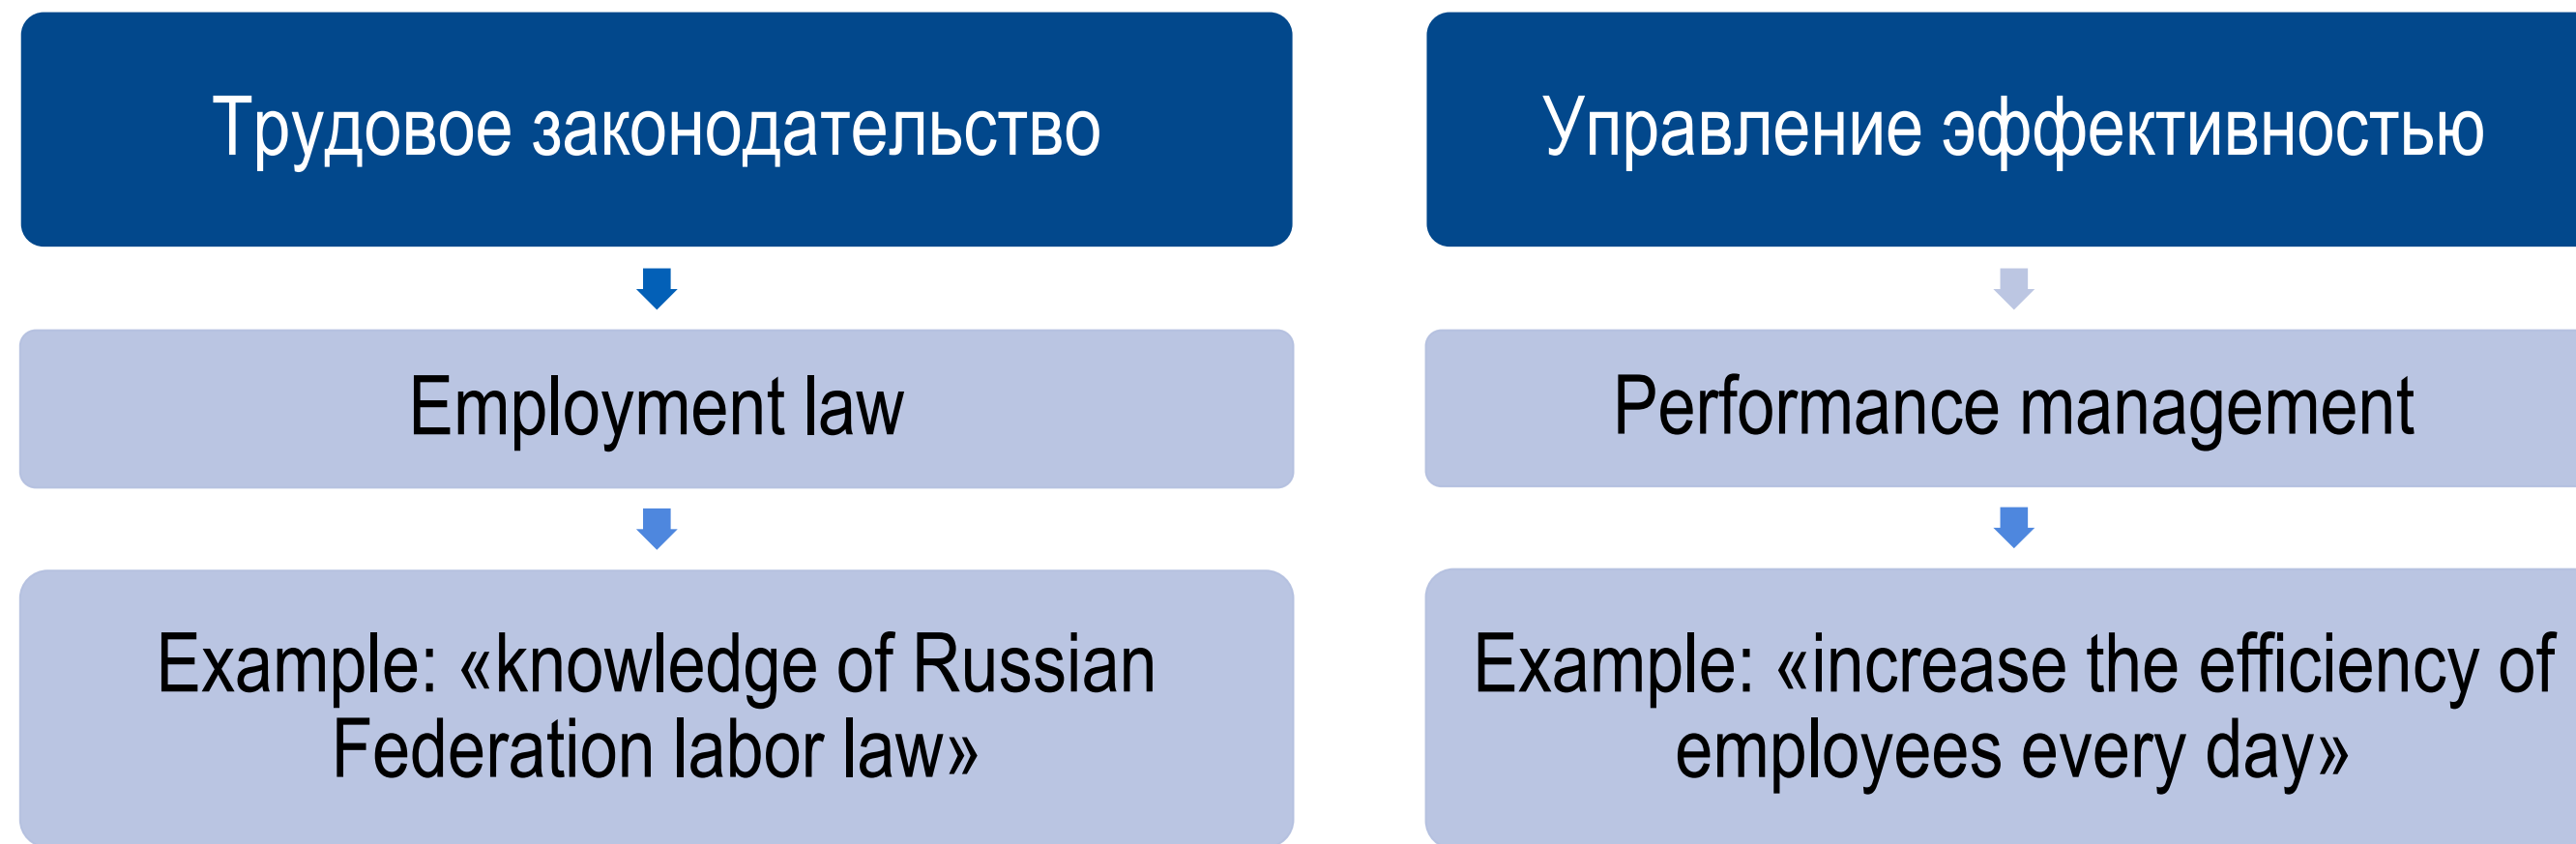 Трудовое законодательство
Employment law
Example: «knowledge of Russian
Federation labor law»
Управление эффективностью
Performance management
Example: «increase the efficiency of
employees every day»